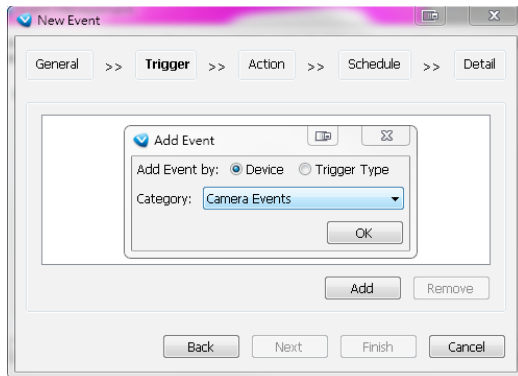 New Event
General >> Trigger >> Action >> Schedule >> Detail
Add Event
Add Event by: Device Trigger Type
Category: Camera Events
OK
Add Remove
Back Next Finish Cancel